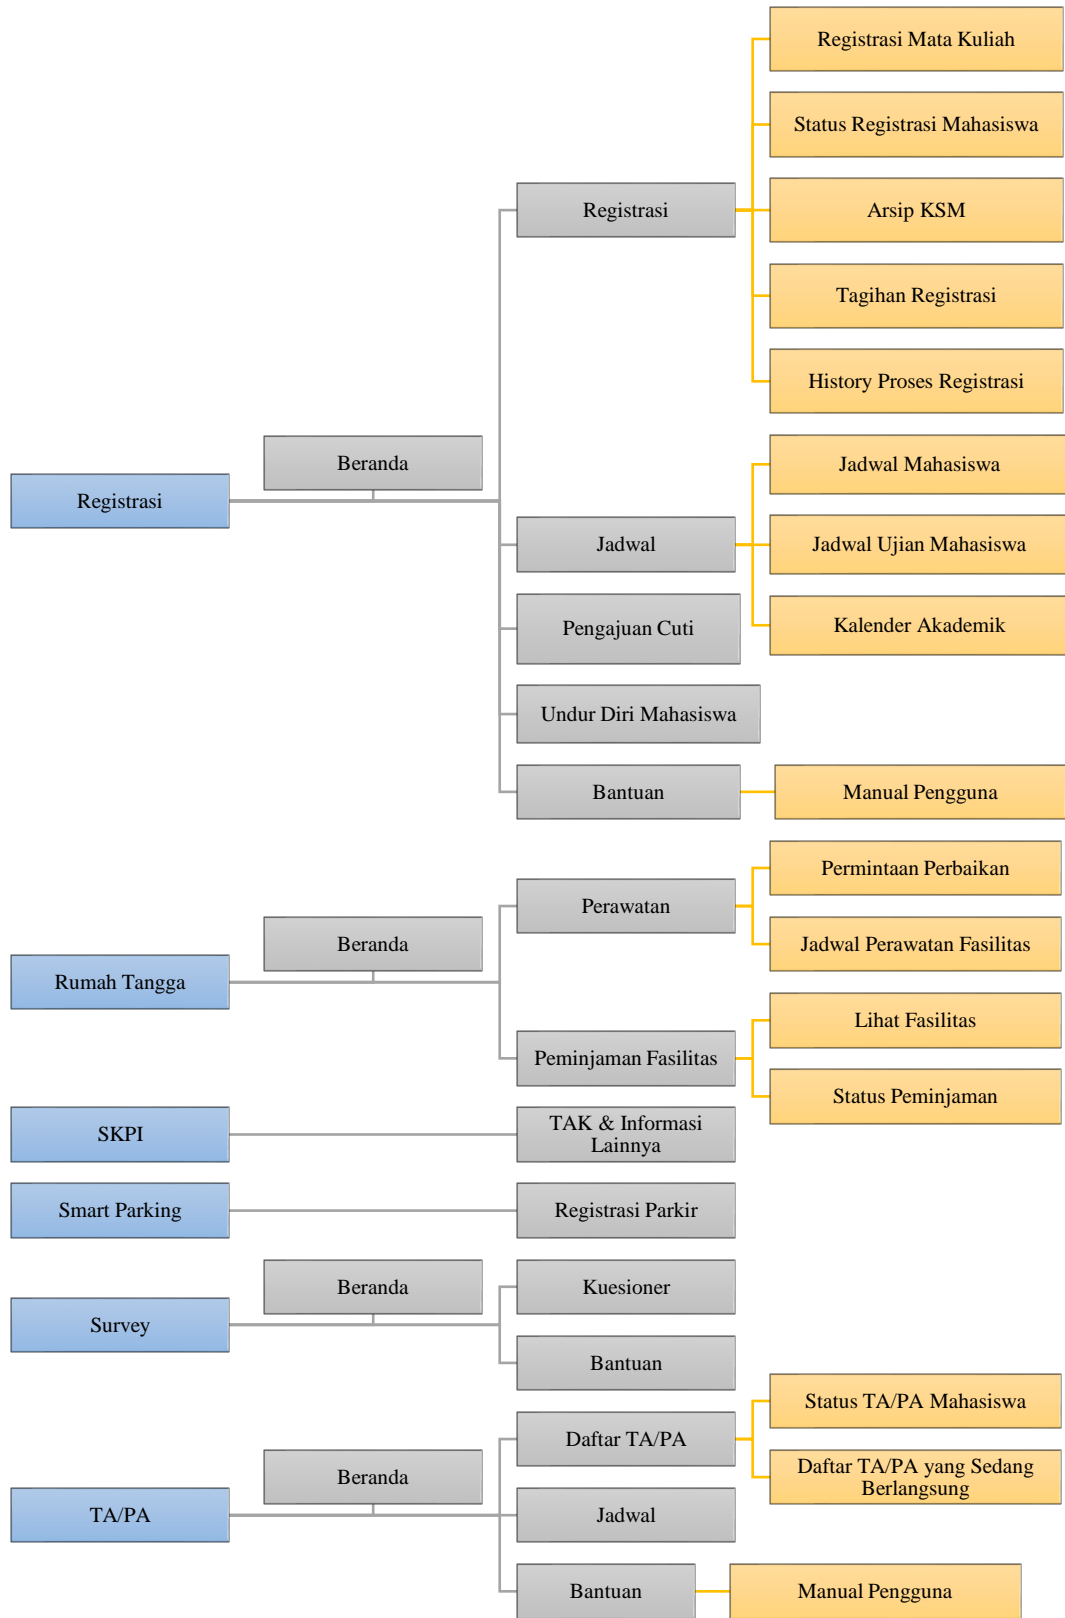 Registrasi
Beranda
Registrasi
Registrasi Mata Kuliah
Status Registrasi Mahasiswa
Arsip KSM
Tagihan Registrasi
History Proses Registrasi
Jadwal
Jadwal Mahasiswa
Jadwal Ujian Mahasiswa
Kalender Akademik
Pengajuan Cuti
Undur Diri Mahasiswa
Bantuan
Manual Pengguna
Rumah Tangga
Beranda
Perawatan
Permintaan Perbaikan
Jadwal Perawatan Fasilitas
Peminjaman Fasilitas
Lihat Fasilitas
Status Peminjaman
SKPI
TAK & Informasi
Lainnya
Smart Parking
Registrasi Parkir
Survey
Beranda
Kuesioner
Bantuan
TA/PA
Beranda
Daftar TA/PA
Status TA/PA Mahasiswa
Daftar TA/PA yang Sedang
Berlangsung
Jadwal
Bantuan
Manual Pengguna